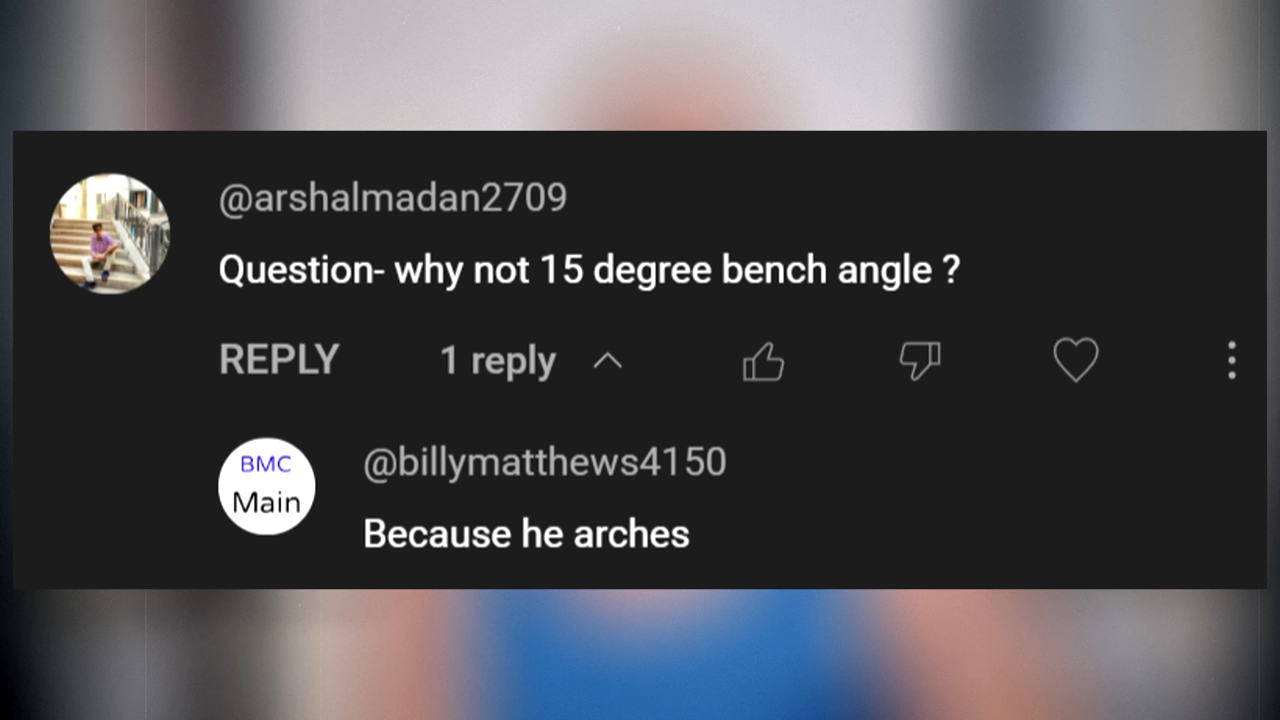 @arshalmadan2709
Question- why not 15 degree bench angle ?
REPLY 1 reply
BMC
Main
@billymatthews4150
Because he arches